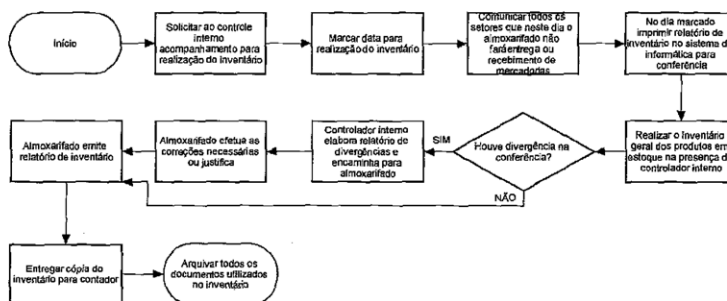 Início
Solicitar ao controle
interno
acompanhamento para
realização do inventário
Marcar data para
realização do inventário
Comunicar todos os
setores que neste dia o
almoxarifado não
fará entrega ou
recebimento de
mercadorias
No dia marcado
imprimir relatório de
inventário no sistema de
informática para
conferência
Realizar o inventário
geral dos produtos em
estoque na presença do
controlador interno
Houve divergência na
conferência?
SIM
NÃO
Controlador interno
elabora relatório de
divergências e
encaminha para
almoxarifado
Almoxarifado efetua as
correções necessárias
ou justifica
Almoxarifado emite
relatório de inventário
Entregar cópia do
inventário para contador
Arquivar todos os
documentos utilizados
no inventário